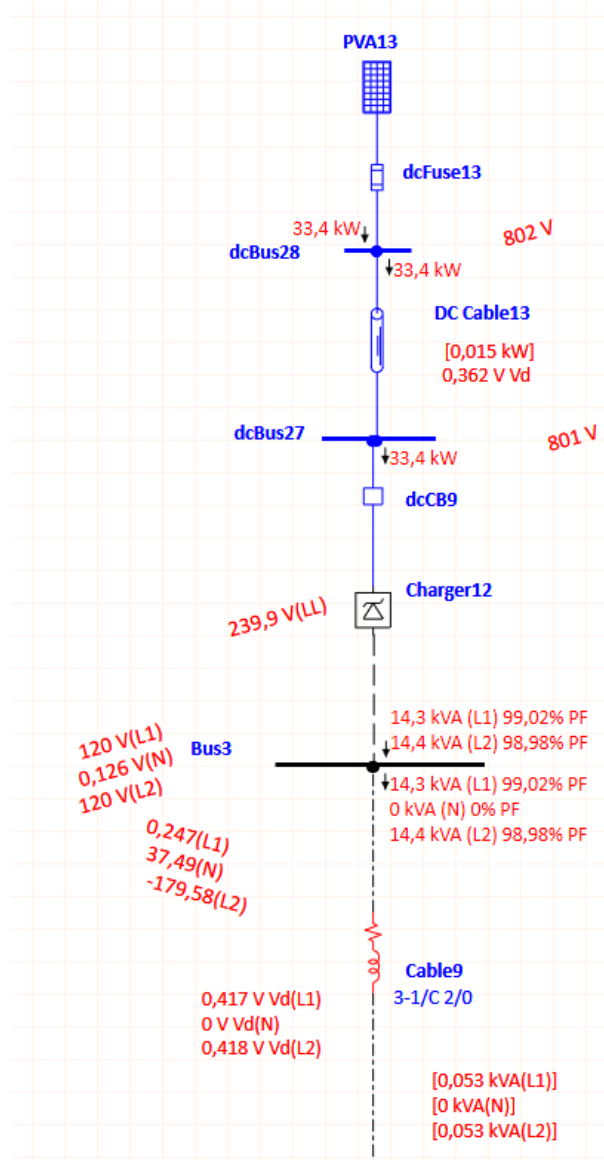 PVA13
dcFuse13
33,4 kW
802 V
dcBus28
33,4 kW
DC Cable13
[0,015 kW]
0,362 V Vd
dcBus27
801 V
33,4 kW
dcCB9
Charger12
239,9 V(LL)
14,3 kVA (L1) 99,02% PF
14,4 kVA (L2) 98,98% PF
120 V(L1)
0,126 V(N)
120 V(L2)
Bus3
14,3 kVA (L1) 99,02% PF
0 kVA (N) 0% PF
14,4 kVA (L2) 98,98% PF
0,247(L1)
37,49(N)
-179,58(L2)
Cable9
3-1/C 2/0
0,417 V Vd(L1)
0 V Vd(N)
0,418 V Vd(L2)
[0,053 kVA(L1)]
[0 kVA(N)]
[0,053 kVA(L2)]